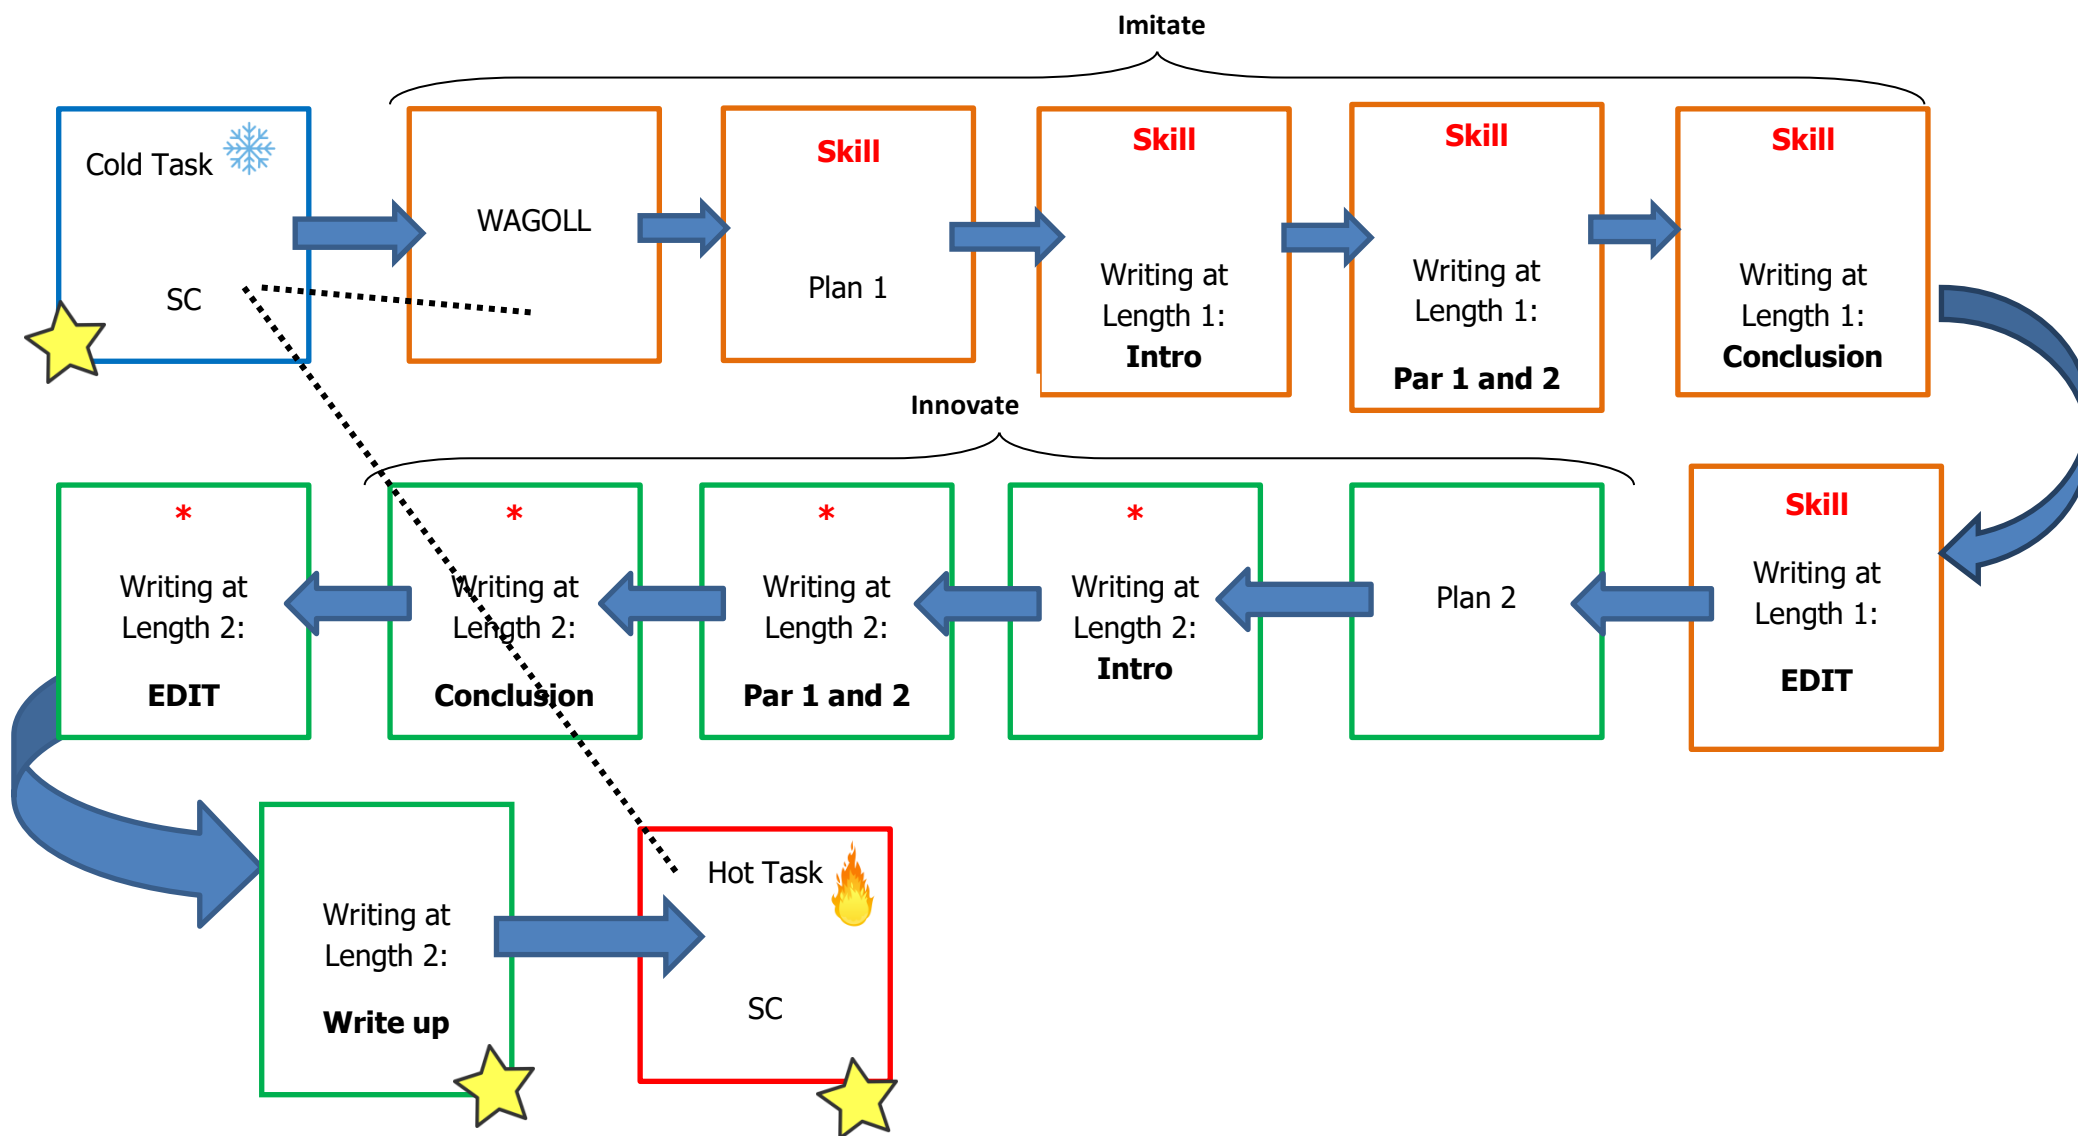 Imitate
Cold Task
SC
WAGOLL
Skill
Plan 1
Skill
Writing at
Length 1:
Intro
Skill
Writing at
Length 1:
Par 1 and 2
Skill
Writing at
Length 1:
Conclusion
Innovate
Skill
Writing at
Length 1:
EDIT
Plan 2
*
Writing at
Length 2:
Intro
*
Writing at
Length 2:
Par 1 and 2
*
Writing at
Length 2:
Conclusion
*
Writing at
Length 2:
EDIT
Writing at
Length 2:
Write up
Hot Task
SC